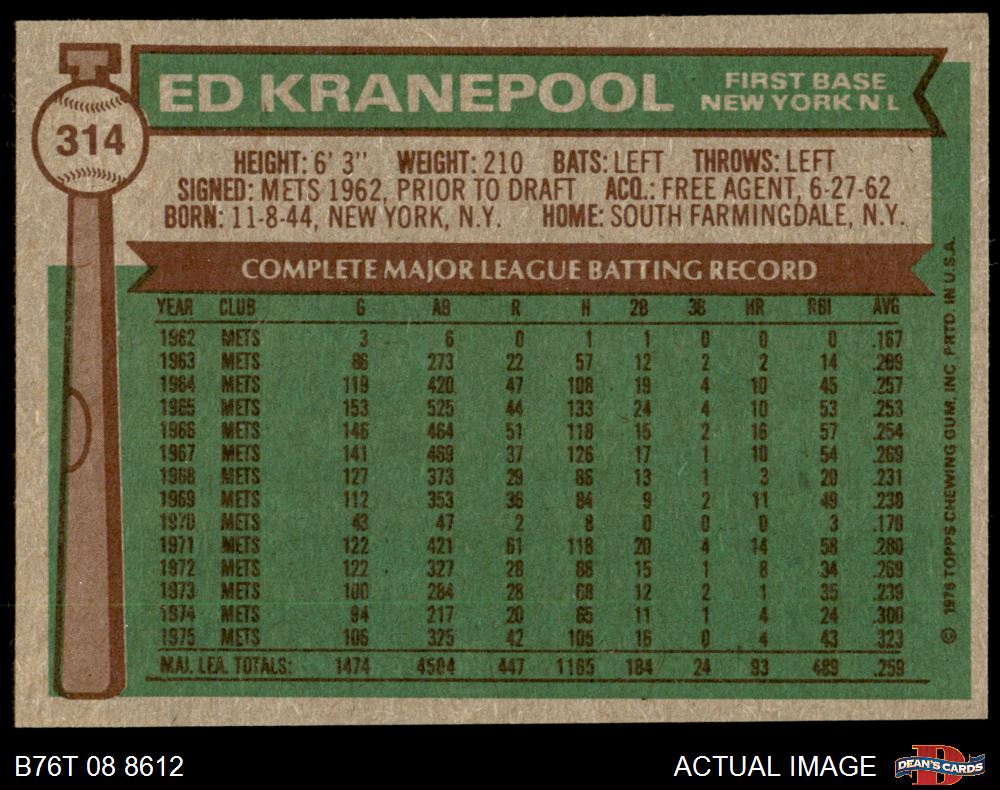 T
314
ED KRANEPOOL
FIRST BASE
NEW YORK N L
HEIGHT: 6' 3" WEIGHT: 210 BATS: LEFT THROWS: LEFT
SIGNED: METS 1962, PRIOR TO DRAFT ACQ.: FREE AGENT, 6-27-62
BORN: 11-8-44, NEW YORK, N.Y. HOME: SOUTH FARMINGDALE, N.Y.
COMPLETE MAJOR LEAGUE BATTING RECORD
YEAR CLUB G AB R H 2B 3B HR RBI AVG
1962 METS 3 6 0 1 1 0 0 0 .167
1963 METS 86 273 22 57 12 2 2 14 .209
1964 METS 119 420 47 108 19 4 10 45 .257
1965 METS 153 525 44 133 24 4 10 53 .253
1966 METS 146 464 51 118 15 2 16 57 .254
1967 METS 141 469 37 126 17 1 10 54 .269
1968 METS 127 373 29 86 13 1 3 20 .231
1969 METS 112 353 36 84 9 2 11 49 .238
1970 METS 43 47 2 8 0 0 0 3 .170
1971 METS 122 421 61 118 20 4 14 58 .280
1972 METS 122 327 28 88 15 1 8 34 .269
1973 METS 100 284 28 68 12 2 1 35 .239
1974 METS 94 217 20 65 11 1 4 24 .300
1975 METS 106 325 42 105 16 0 4 43 .323
MAJ. LEA. TOTALS: 1474 4504 447 1165 184 24 93 489 .259
© 1976 TOPPS CHEWING GUM, INC PRTD. IN U.S.A.
B76T 08 8612
ACTUAL IMAGE
D
DEAN'S CARDS